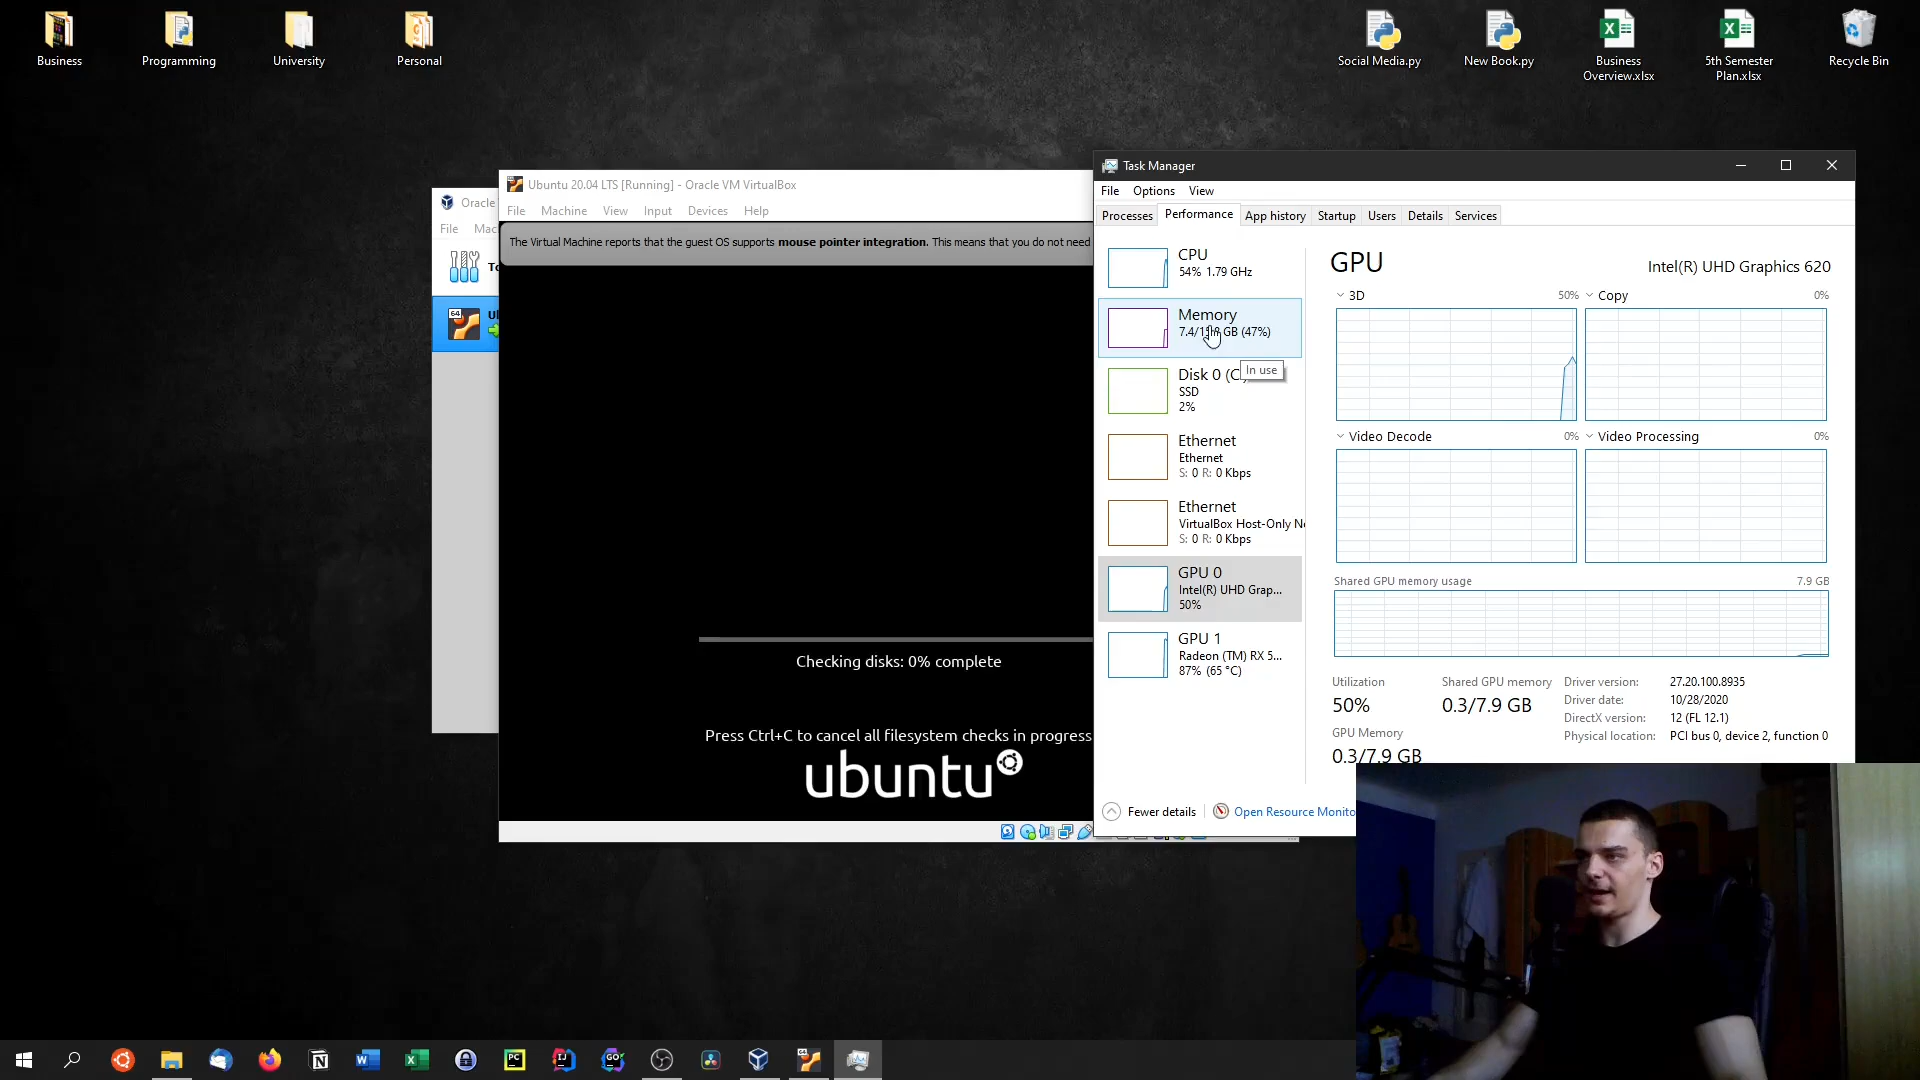 Business
Programming
University
Personal
Social Media.py
New Book.py
Business
Overview.xlsx
5th Semester
Plan.xlsx
Recycle Bin
Oracle
File
Ubuntu 20.04 LTS [Running] - Oracle VM VirtualBox
File Machine View Input Devices Help
The Virtual Machine reports that the guest OS supports mouse pointer integration. This means that you do not need
64
Checking disks: 0% complete
Press Ctrl+C to cancel all filesystem checks in progress
ubuntu
Task Manager
File Options View
Processes Performance App history Startup Users Details Services
CPU
54% 1.79 GHz
Memory
GB (47%)
In use
Disk 0
SSD
2%
Ethernet
Ethernet
S: 0 R: 0 Kbps
Ethernet
VirtualBox Host-Only
S: 0 R: 0 Kbps
GPU 0
Intel(R) UHD Grap...
50%
GPU 1
Radeon (TM) RX 5...
87% (65 °C)
GPU
Intel(R) UHD Graphics 620
3D 50%
Copy 0%
Video Decode 0%
Video Processing 0%
Shared GPU memory usage 7.9 GB
Utilization
50%
Shared GPU memory
0.3/7.9 GB
GPU Memory
0.3/7.9 GB
Driver version: 27.20.100.8935
Driver date: 10/28/2020
DirectX version: 12 (FL 12.1)
Physical location: PCI bus 0, device 2, function 0
Fewer details
Open Resource